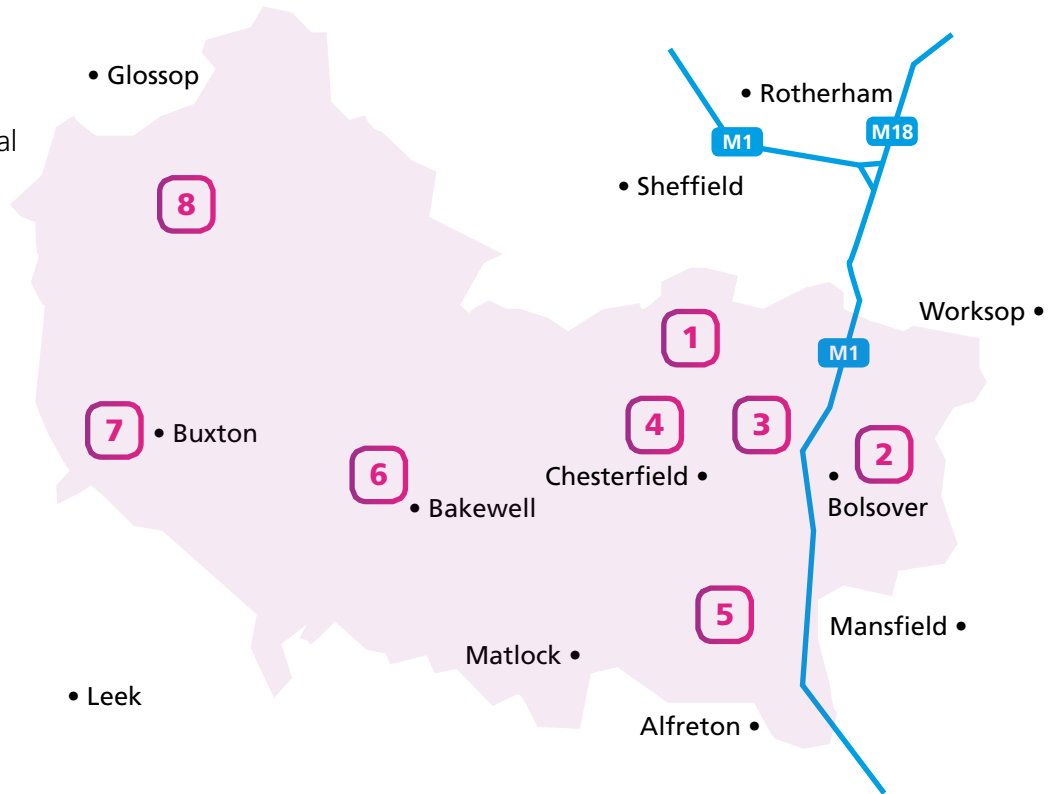 Glossop
Rotherham
M18
al
M1
Sheffield
8
Worksop
1
M1
7
Buxton
4
3
2
6
Chesterfield
Bakewell
Bolsover
5
Mansfield
Matlock
Leek
Alfreton